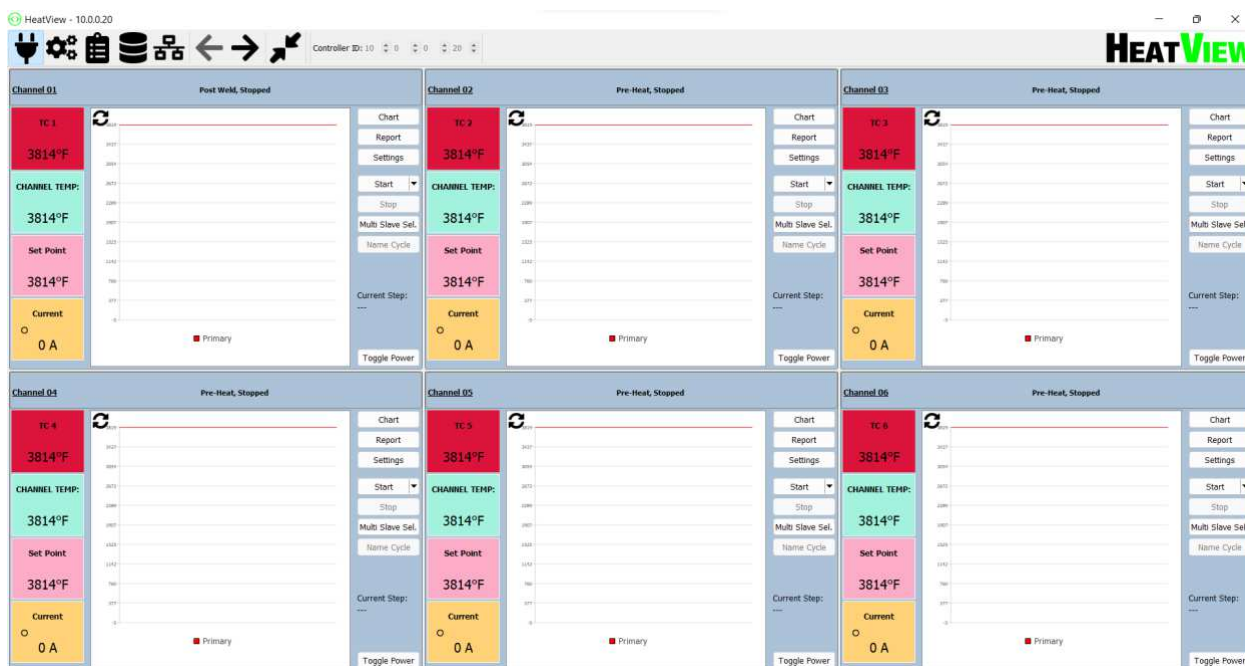 HeatView - 10.0.0.20
Controller ID: 10 0 0 20
HEATVIEW
Channel 01
Post Weld, Stopped
TC 1
3814°F
CHANNEL TEMP:
3814°F
Set Point
3814°F
Current
0 A
Primary
Chart
Report
Settings
Start
Stop
Multi Slave Sel.
Name Cycle
Current Step:
---
Toggle Power
Channel 02
Pre-Heat, Stopped
TC 2
3814°F
CHANNEL TEMP:
3814°F
Set Point
3814°F
Current
0 A
Primary
Chart
Report
Settings
Start
Stop
Multi Slave Sel.
Name Cycle
Current Step:
---
Toggle Power
Channel 03
Pre-Heat, Stopped
TC 3
3814°F
CHANNEL TEMP:
3814°F
Set Point
3814°F
Current
0 A
Primary
Chart
Report
Settings
Start
Stop
Multi Slave Sel
Name Cycle
Current Step:
Toggle Power
Channel 04
Pre-Heat, Stopped
TC 4
3814°F
CHANNEL TEMP:
3814°F
Set Point
3814°F
Current
0 A
Primary
Chart
Report
Settings
Start
Stop
Multi Slave Sel.
Name Cycle
Current Step:
---
Toggle Power
Channel 05
Pre-Heat, Stopped
TC 5
3814°F
CHANNEL TEMP:
3814°F
Set Point
3814°F
Current
0 A
Primary
Chart
Report
Settings
Start
Stop
Multi Slave Sel.
Name Cycle
Current Step:
---
Toggle Power
Channel 06
Pre-Heat, Stopped
TC 6
3814°F
CHANNEL TEMP:
3814°F
Set Point
3814°F
Current
0 A
Primary
Chart
Report
Settings
Start
Stop
Multi Slave Sel
Name Cycle
Current Step:
Toggle Power